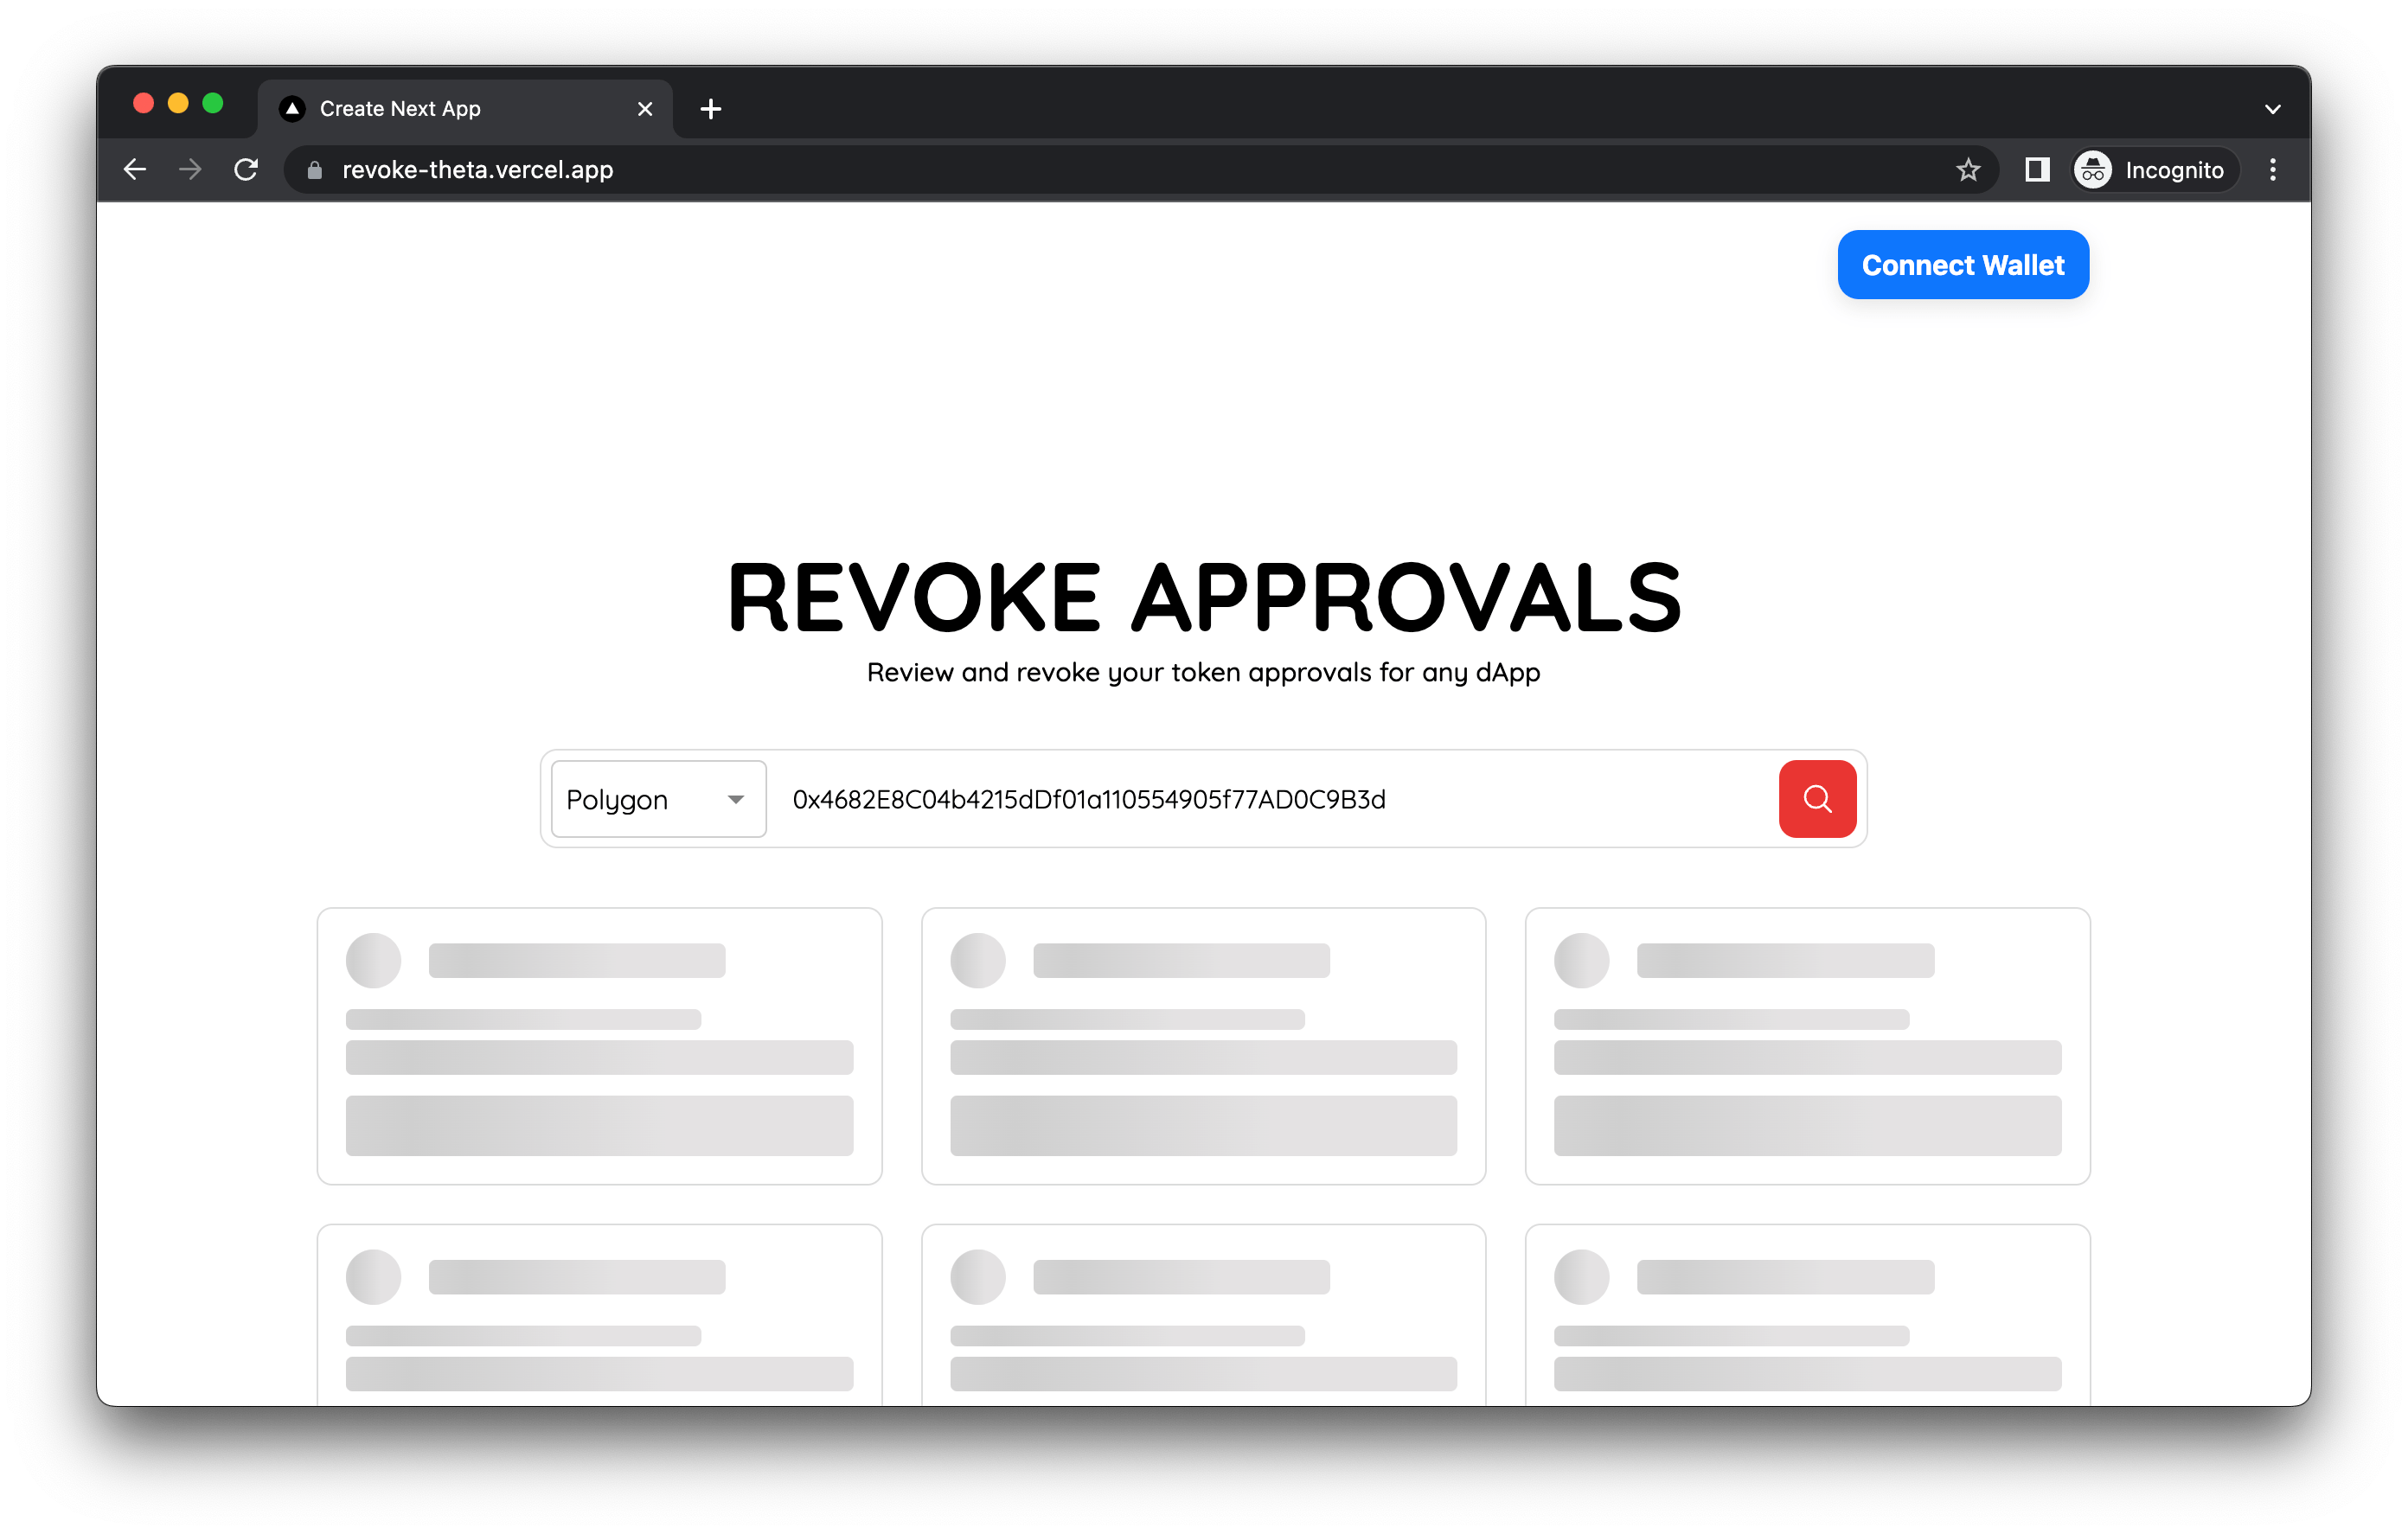 Create Next App
revoke-theta.vercel.app
Incognito
Connect Wallet
REVOKE APPROVALS
Review and revoke your token approvals for any dApp
Polygon
0x4682E8C04b4215dDf01a110554905f77AD0C9B3d